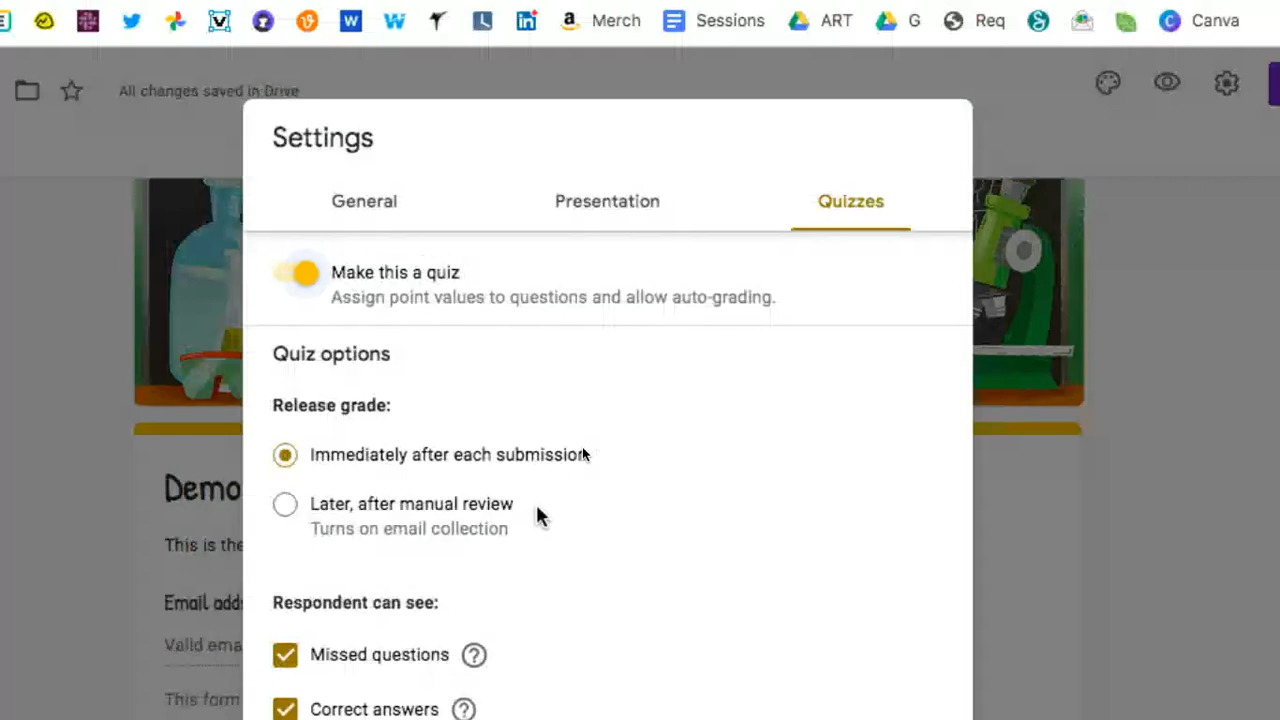 Merch Sessions ART G Req Canva
All changes saved in Drive
Settings
General Presentation Quizzes
Make this a quiz
Assign point values to questions and allow auto-grading.
Quiz options
Release grade:
Immediately after each submission
Demo
Later, after manual review
Turns on email collection
This is the
Respondent can see:
Email add
Valid ema
Missed questions
This form
Correct answers